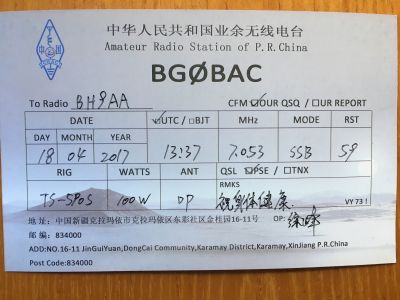 中华人民共和国业余无线电台
Amateur Radio Station of P.R.China
BGØBAC
To Radio BH9AA CFM ☑OUR QSQ / ☐UR REPORT
DATE ☑UTC / ☐BJT MHz MODE RST
DAY MONTH YEAR
18 04 2017 13:37 7.053 SSB 59
RIG WATTS ANT QSL ☑PSE / ☐TNX
TS-590S 100W DP RMKS 祝身体健康 VY 73 !
地 址: 中国新疆克拉玛依市克拉玛依区东彩社区金桂园16-11号 OP:
邮 编: 834000
ADD:NO.16-11 JinGuiYuan,DongCai Community,Karamay District,Karamay,XinJiang P.R.China
Post Code:834000